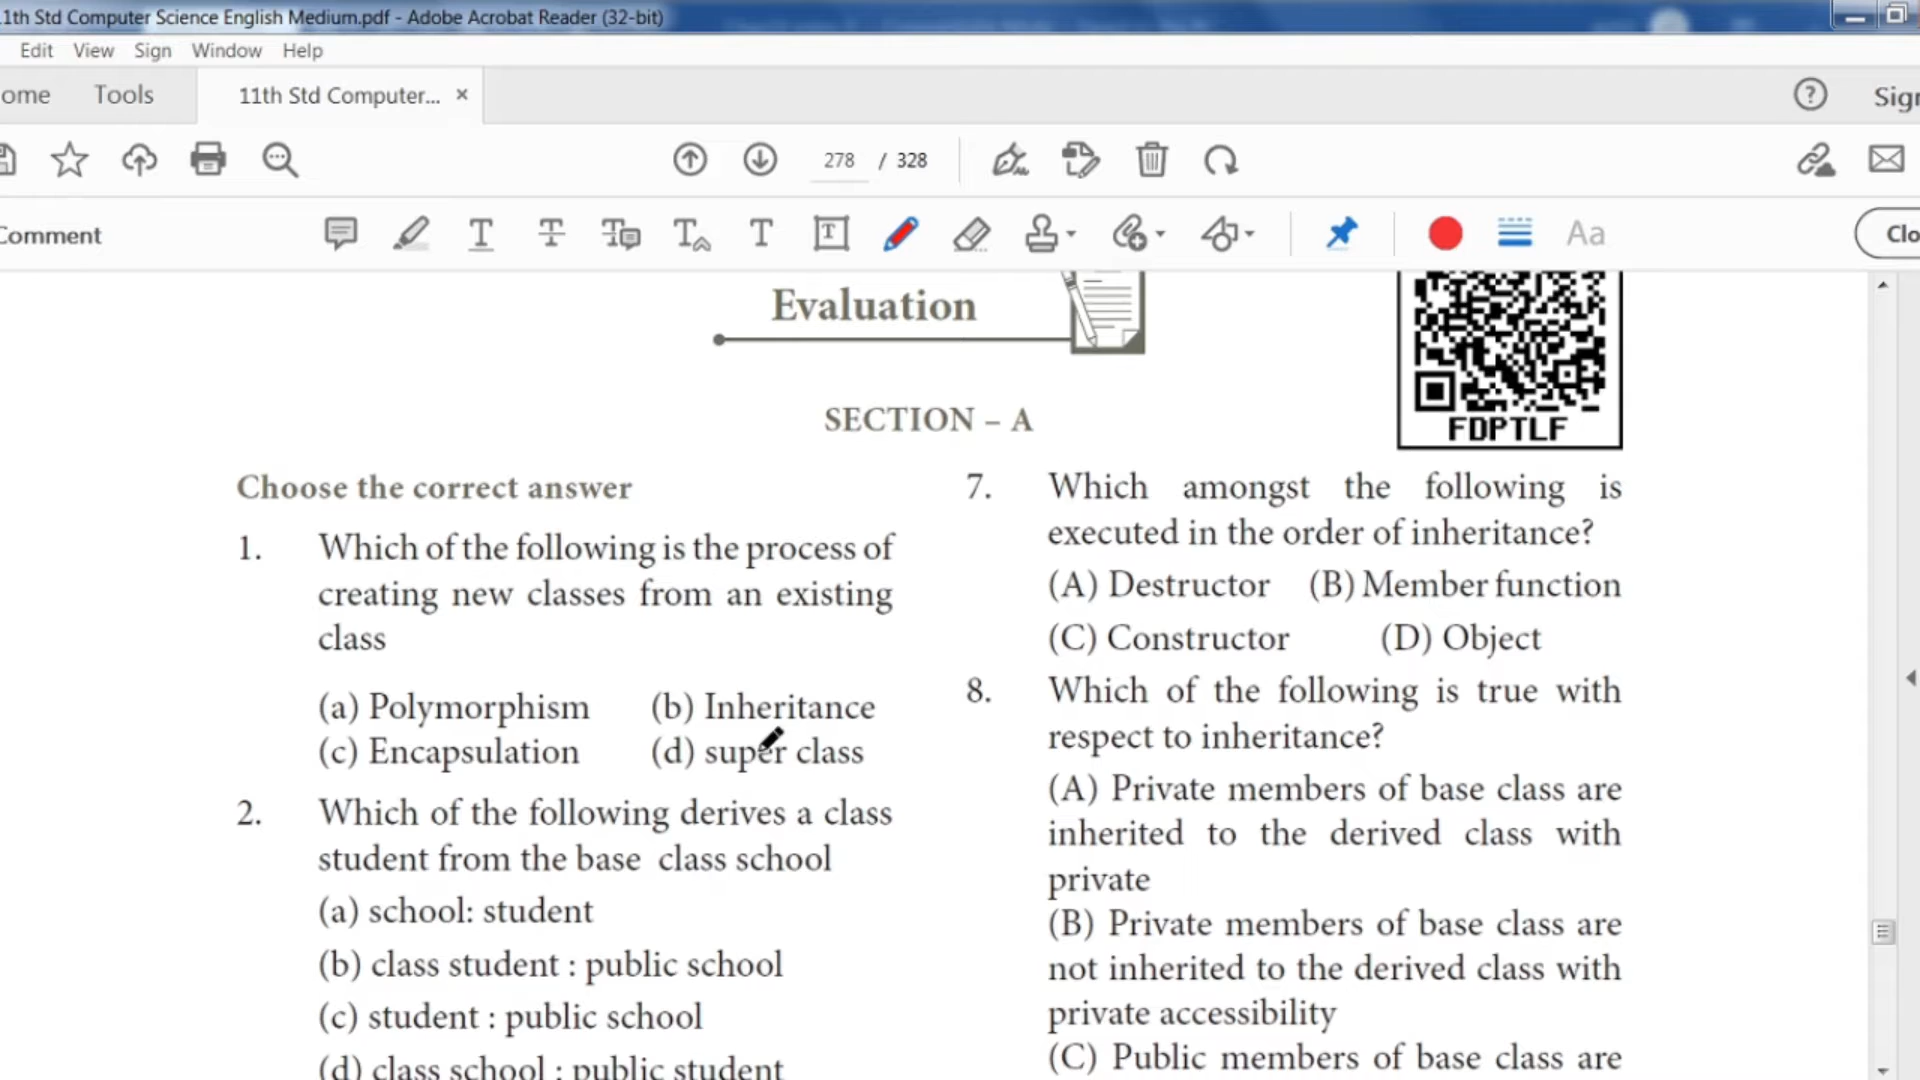 1th Std Computer Science English Medium.pdf - Adobe Acrobat Reader (32-bit)
Edit View Sign Window Help
ome Tools 11th Std Computer... × ? Sign
278 / 328
Comment T T T T T T Aa Clo
Evaluation
FDPTLF
SECTION – A
Choose the correct answer
1. Which of the following is the process of
creating new classes from an existing
class
(a) Polymorphism (b) Inheritance
(c) Encapsulation (d) super class
2. Which of the following derives a class
student from the base class school
(a) school: student
(b) class student : public school
(c) student : public school
(d) class school : public student
7. Which amongst the following is
executed in the order of inheritance?
(A) Destructor (B) Member function
(C) Constructor (D) Object
8. Which of the following is true with
respect to inheritance?
(A) Private members of base class are
inherited to the derived class with
private
(B) Private members of base class are
not inherited to the derived class with
private accessibility
(C) Public members of base class are